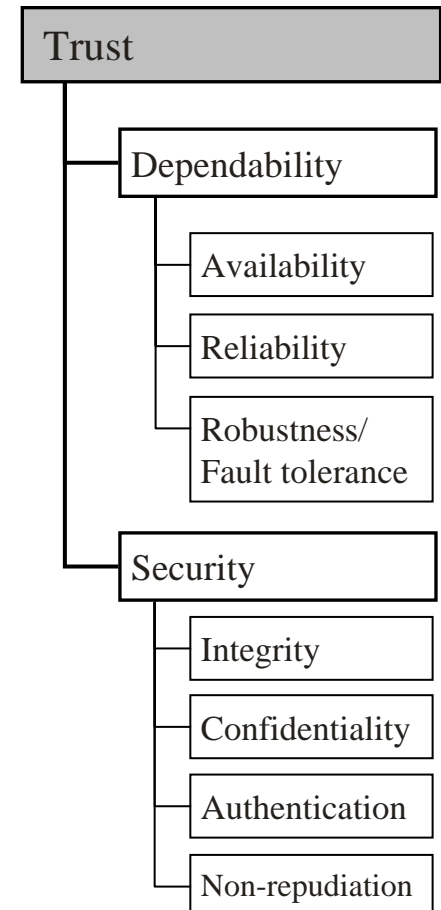 Trust
Dependability
Availability
Reliability
Robustness/
Fault tolerance
Security
Integrity
Confidentiality
Authentication
Non-repudiation